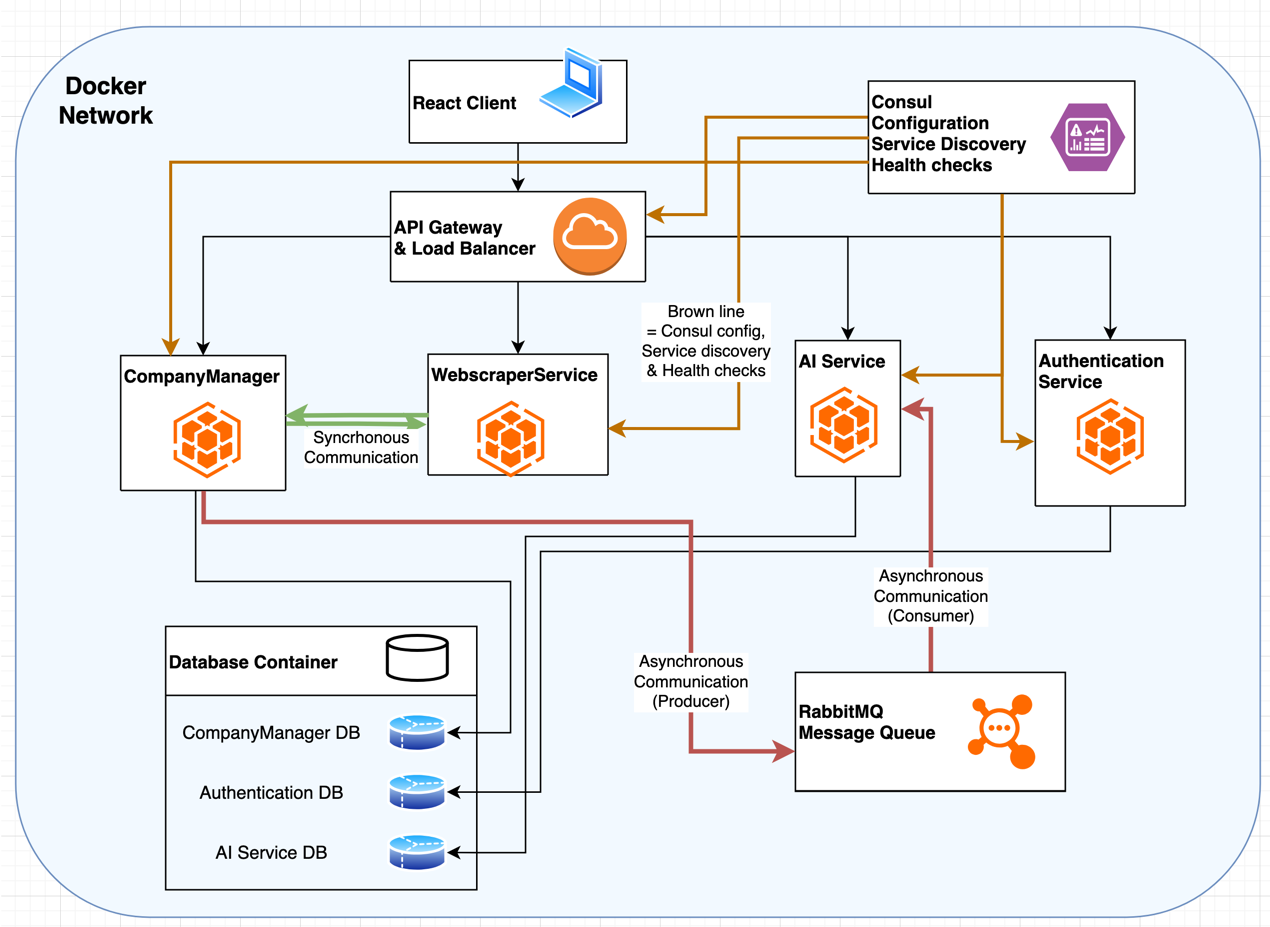 Docker
Network
React Client
Consul
Configuration
Service Discovery
Health checks
API Gateway
& Load Balancer
Brown line
= Consul config,
Service discovery
& Health checks
CompanyManager
WebscraperService
AI Service
Authentication
Service
Syncrhonous
Communication
Asynchronous
Communication
(Consumer)
Asynchronous
Communication
(Producer)
Database Container
CompanyManager DB
Authentication DB
AI Service DB
RabbitMQ
Message Queue